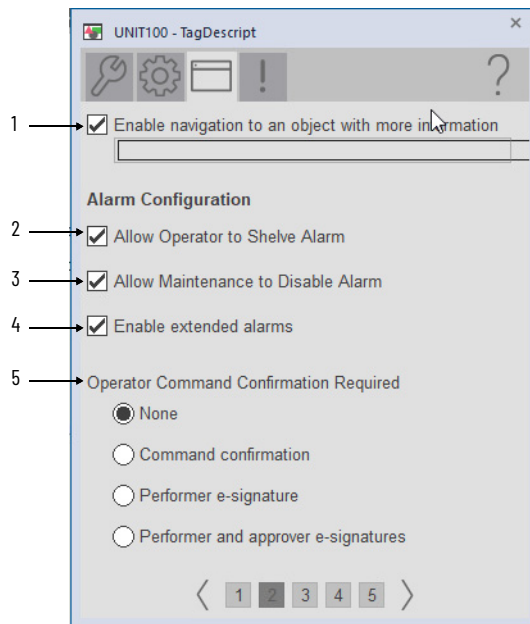 UNIT100 - TagDescript
1 Enable navigation to an object with more information
Alarm Configuration
2 Allow Operator to Shelve Alarm
3 Allow Maintenance to Disable Alarm
4 Enable extended alarms
5 Operator Command Confirmation Required
None
Command confirmation
Performer e-signature
Performer and approver e-signatures
1 2 3 4 5